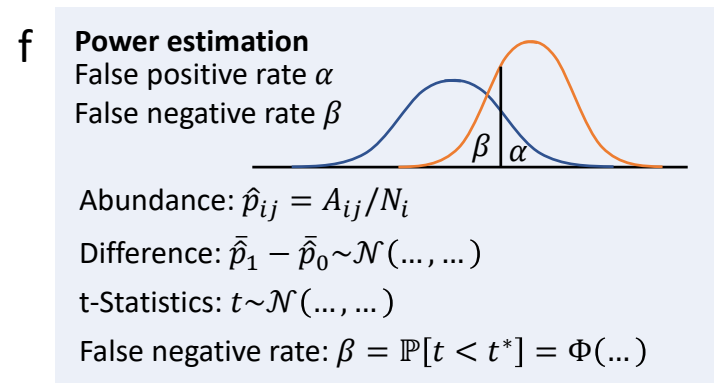 f
Power estimation
False positive rate α
False negative rate β
β α
Abundance: p̂ᵢⱼ = Aᵢⱼ/Nᵢ
Difference: p̂̄₁ − p̂̄₀~𝒩(…,…)
t-Statistics: t~𝒩(…,…)
False negative rate: β = ℙ[t < t*] = Φ(…)